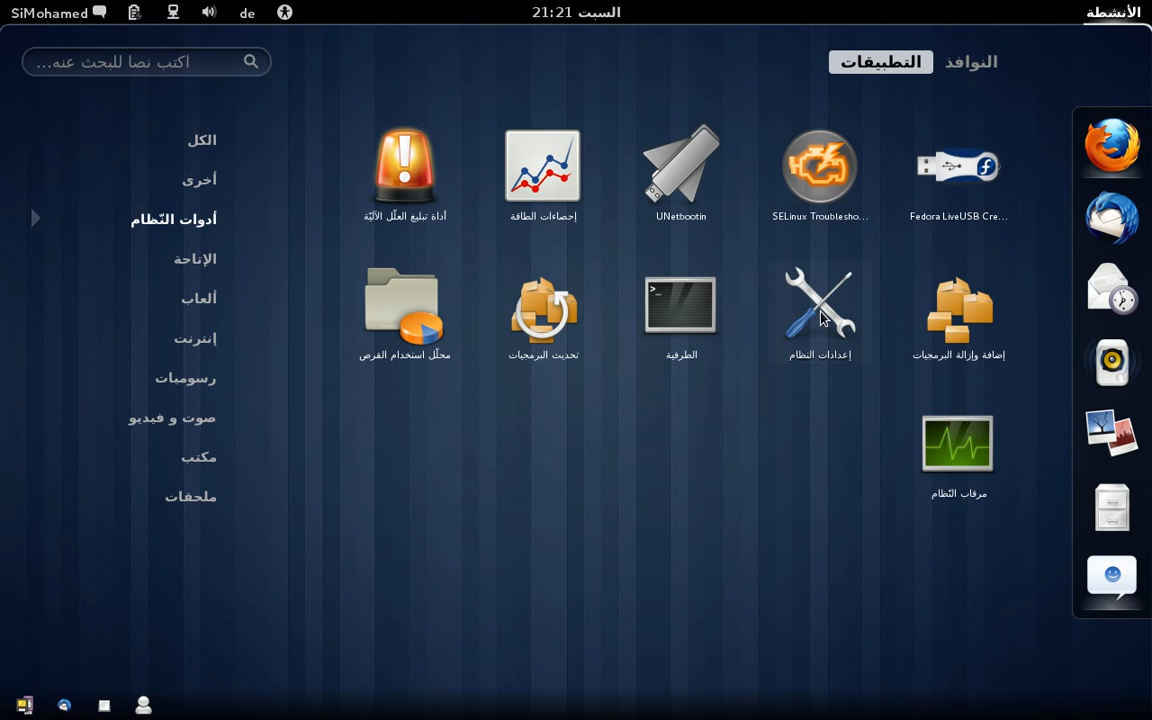 الأنشطة
السبت 21:21
de
SiMohamed
النوافذ
التطبيقات
اكتب نصا للبحث عنه...
Fedora LiveUSB Cre...
SELinux Troublesho...
UNetbootin
إحصاءات الطاقة
أداة تبليغ العلّل الآليّة
إضافة وإزالة البرمجيات
إعدادات النظام
الطرفية
تحديث البرمجيات
محلّل استخدام القرص
مرقاب النّظام
الكل
أخرى
أدوات النّظام
الإتاحة
ألعاب
إنترنت
رسوميات
صوت و فيديو
مكتب
ملحقات